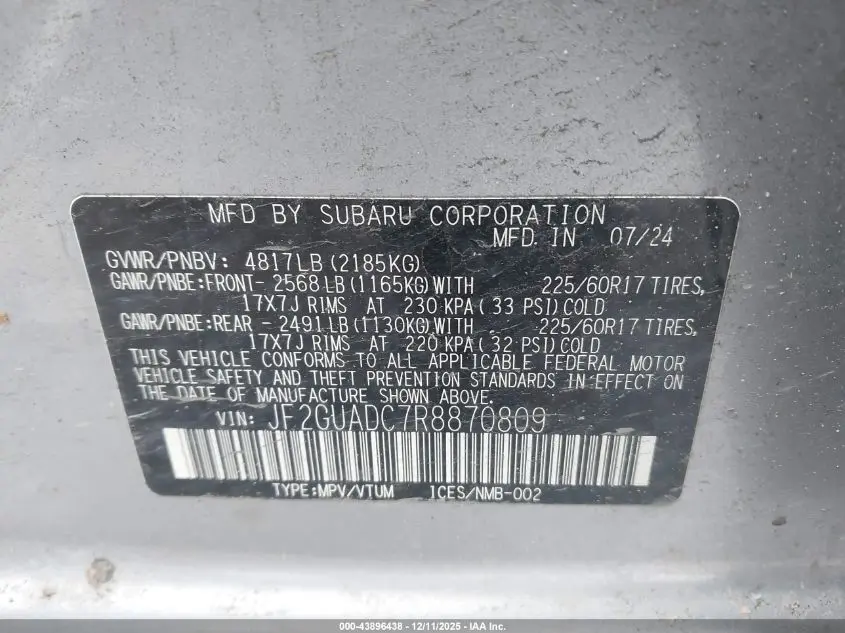 MFD BY SUBARU CORPORATION
MFD. IN 07/24
GVWR/PNBV: 4817LB (2185KG)
GAWR/PNBE:FRONT- 2568LB (1165KG)WITH 225/60R17 TIRES,
17X7J RIMS AT 230 KPA( 33 PSI) COLD
GAWR/PNBE:REAR - 2491LB (1130KG)WITH 225/60R17 TIRES,
17X7J RIMS AT 220 KPA( 32 PSI) COLD
THIS VEHICLE CONFORMS TO ALL APPLICABLE FEDERAL MOTOR
VEHICLE SAFETY AND THEFT PREVENTION STANDARDS IN EFFECT ON
THE DATE OF MANUFACTURE SHOWN ABOVE.
VIN: JF2GUADC7R8870809
TYPE:MPV/VTUM ICES/NMB-002
000-43896438 - 12/11/2025 - IAA Inc.